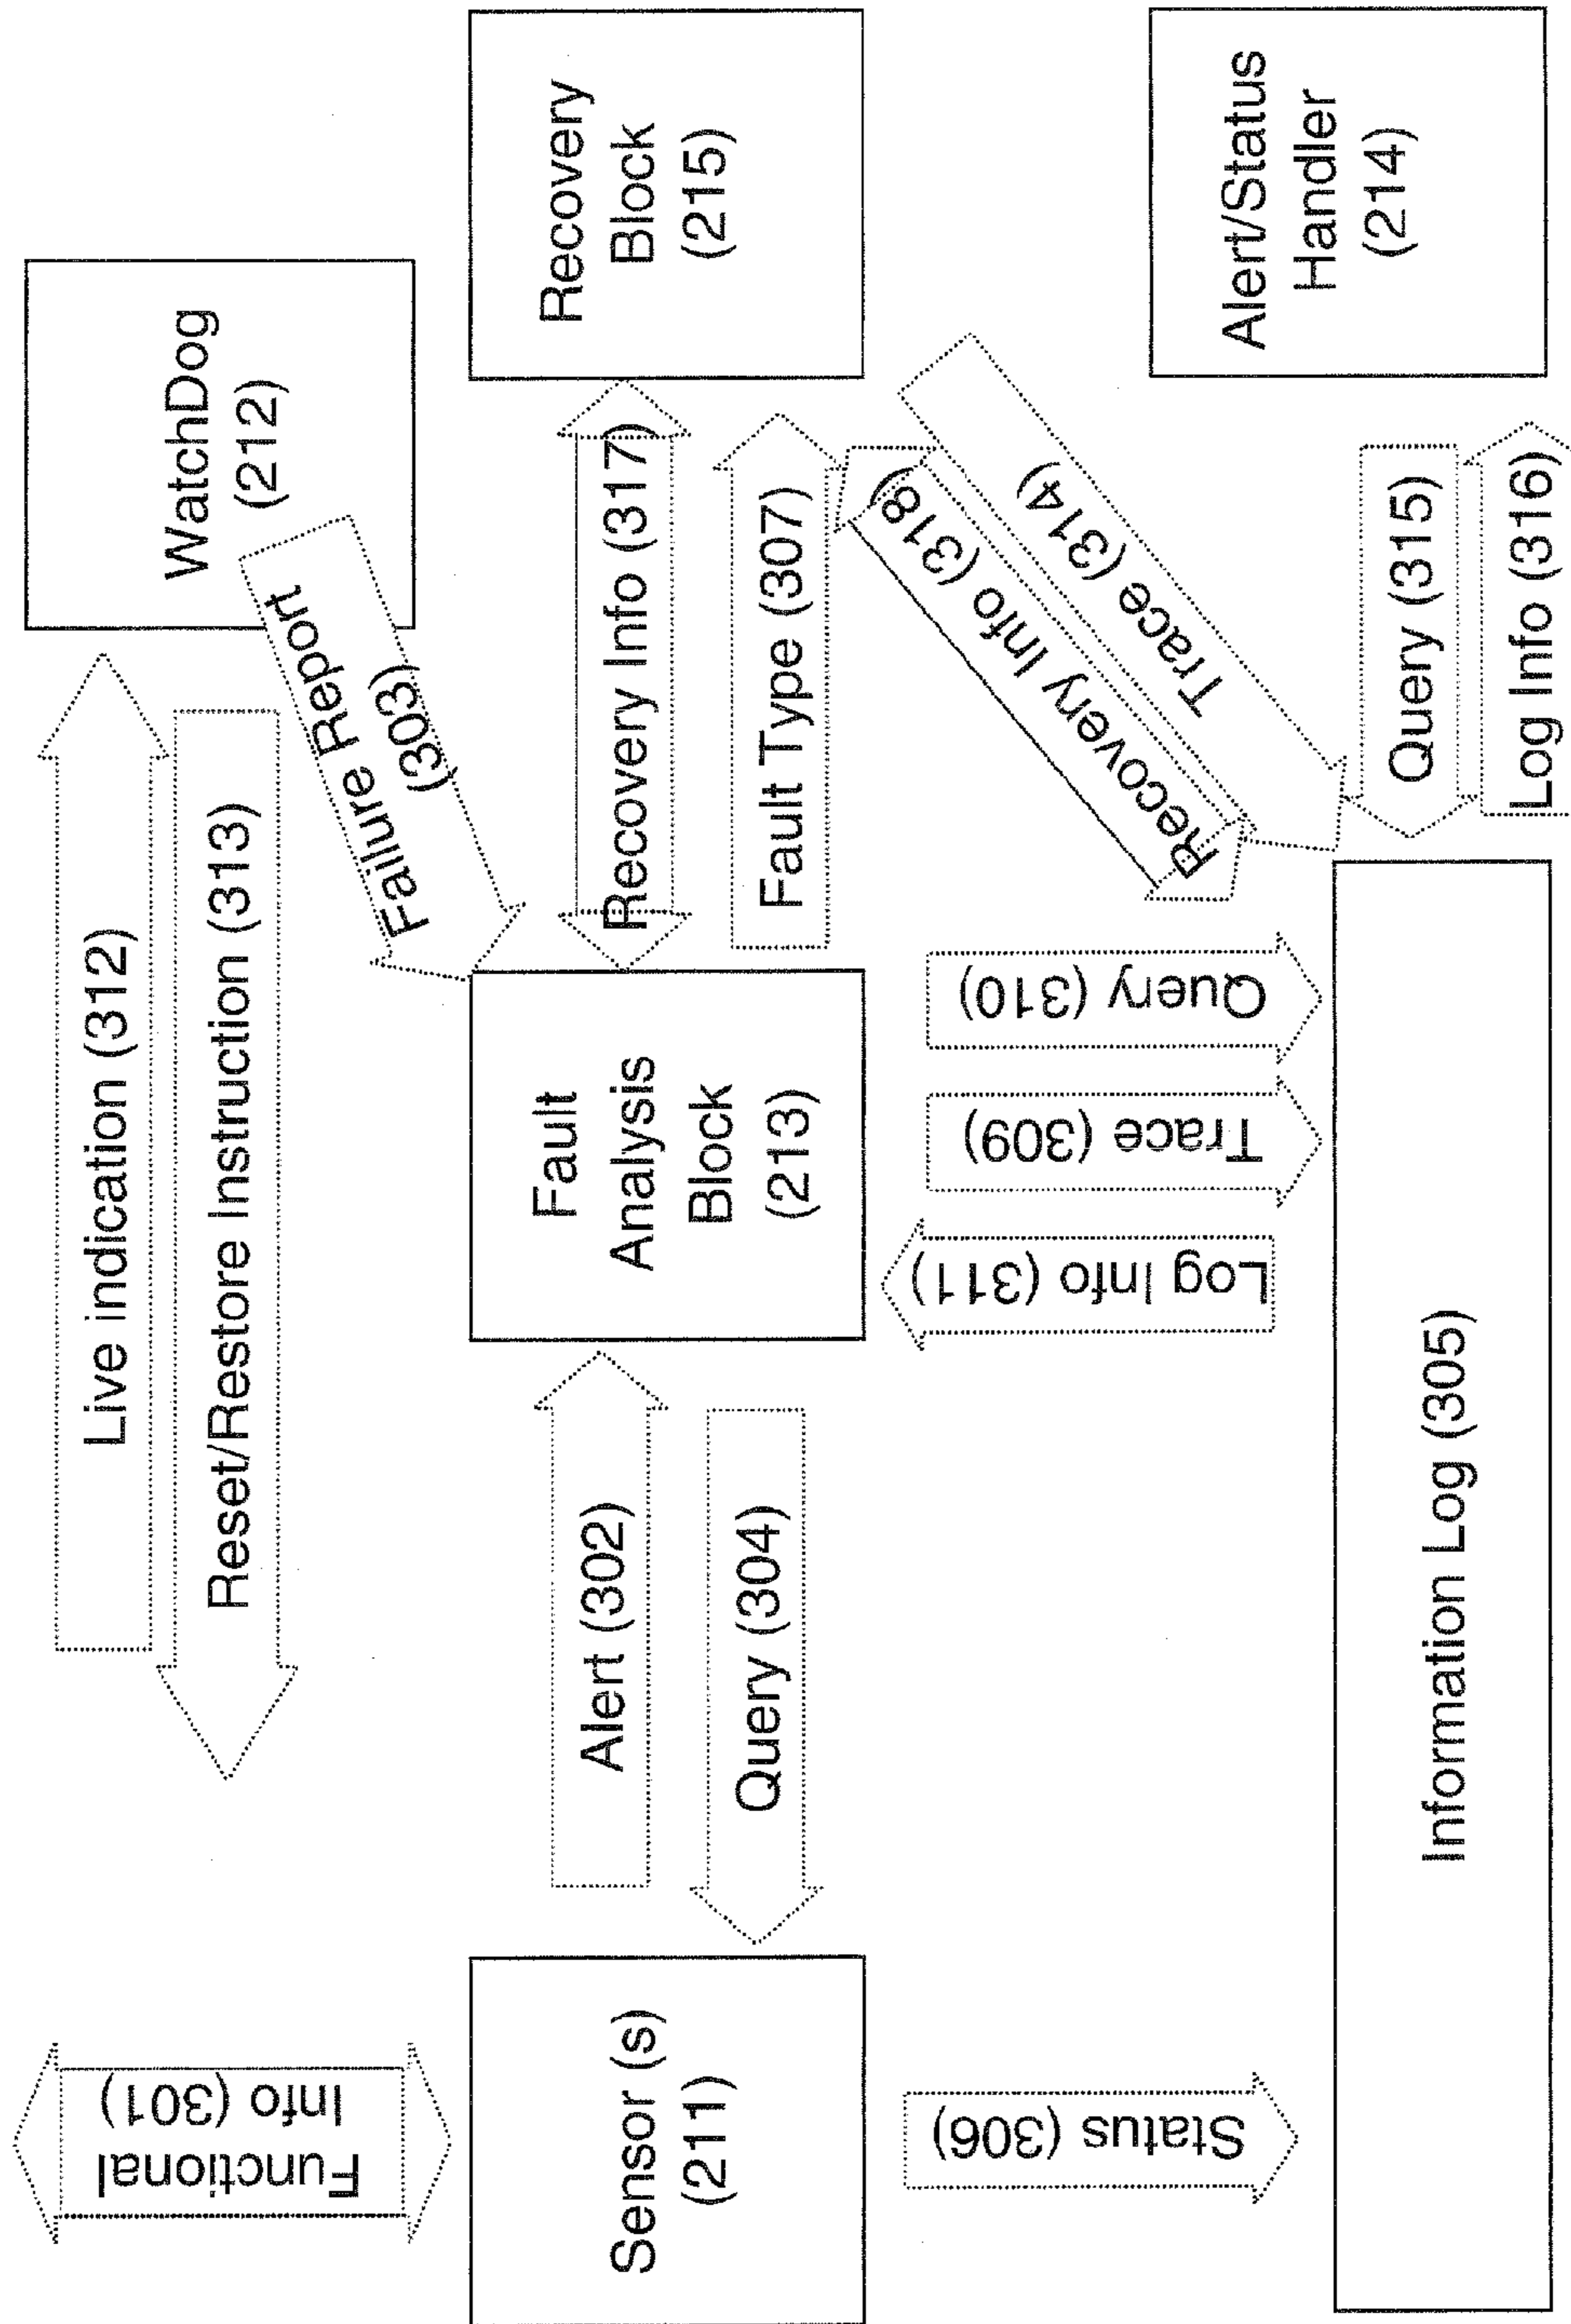 Live indication (312)
Reset/Restore Instruction (313)
WatchDog
(212)
Functional
Info (301)
Failure Report
(303)
Sensor (s)
(211)
Alert (302)
Query (304)
Fault
Analysis
Block
(213)
Recovery Info (317)
Fault Type (307)
Recovery
Block
(215)
Status (306)
Log Info (311)
Trace (309)
Query (310)
Recovery Info (318)
Trace (314)
Query (315)
Log Info (316)
Alert/Status
Handler
(214)
Information Log (305)